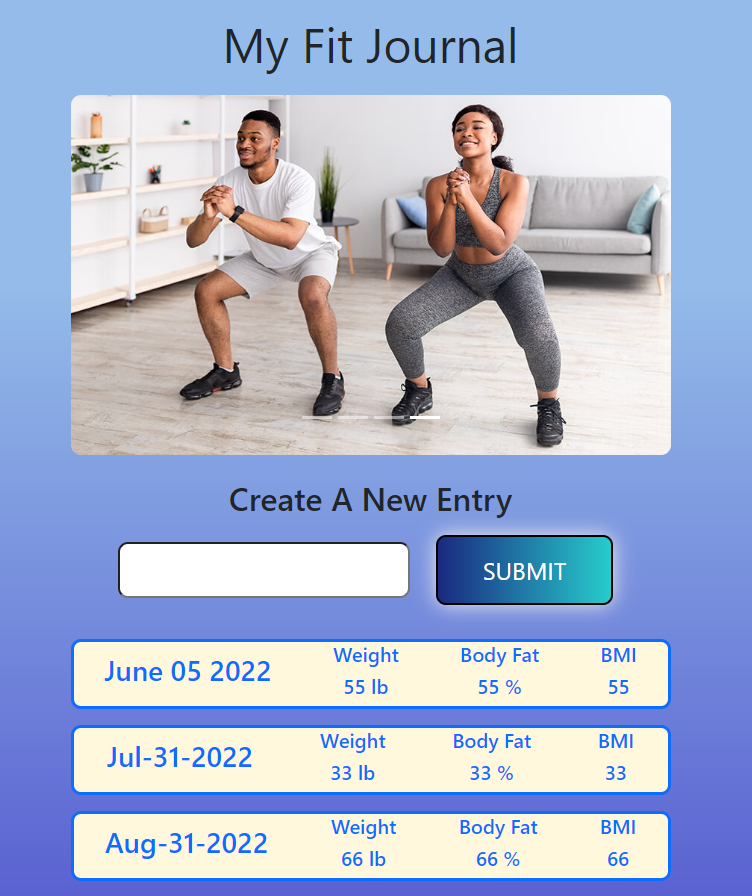 My Fit Journal
Create A New Entry
SUBMIT
June 05 2022
Weight Body Fat BMI
55 lb 55 % 55
Jul-31-2022
Weight Body Fat BMI
33 lb 33 % 33
Aug-31-2022
Weight Body Fat BMI
66 lb 66 % 66